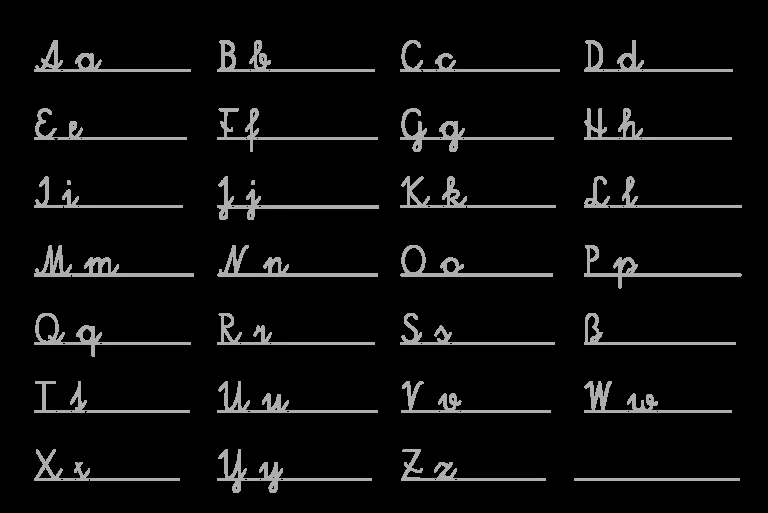 A a B b C c D d
E e F f G g H h
I i J j K k L l
M m N n O o P p
Q q R r S s ß
T t U u V v W w
X x Y y Z z